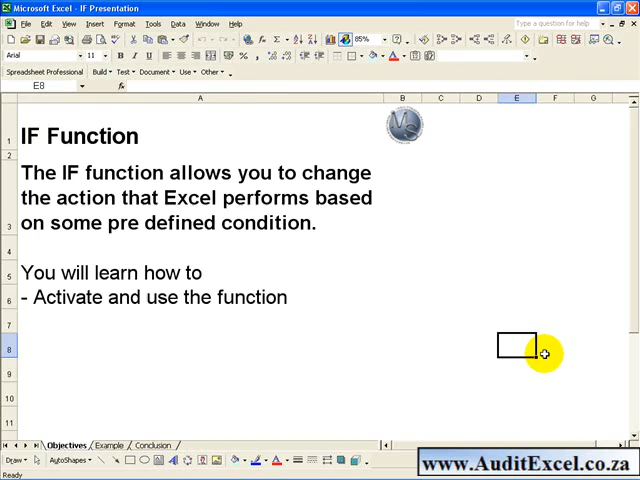 Microsoft Excel - IF Presentation
File Edit View Insert Format Tools Data Window Help
Type a question for help
85%
Arial 11 B I U
Spreadsheet Professional Build Test Document Use Other
E8 fx
A B C D E F G
1 IF Function
2
The IF function allows you to change
the action that Excel performs based
3 on some pre defined condition.
4
5 You will learn how to
6 - Activate and use the function
7
8
9
10
11
Objectives Example Conclusion
Draw AutoShapes
www.AuditExcel.co.za
Ready